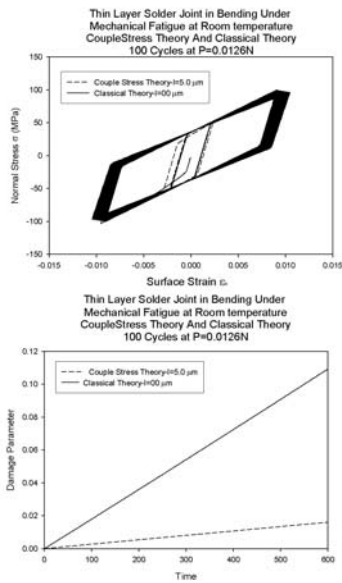 Thin Layer Solder Joint in Bending Under
Mechanical Fatigue at Room temperature
CoupleStress Theory And Classical Theory
100 Cycles at P=0.0126N
Normal Stress σ (MPa)
150
100
50
0
-50
-100
-150
Couple Stress Theory-l=5.0 μm
Classical Theory-l=00 μm
-0.015 -0.010 -0.005 0.000 0.005 0.010 0.015
Surface Strain
Thin Layer Solder Joint in Bending Under
Mechanical Fatigue at Room temperature
CoupleStress Theory And Classical Theory
100 Cycles at P=0.0126N
Damage Parameter
0.12
0.10
0.08
0.06
0.04
0.02
0.00
Couple Stress Theory-l=5.0 μm
Classical Theory-l=00 μm
0 100 200 300 400 500 600
Time